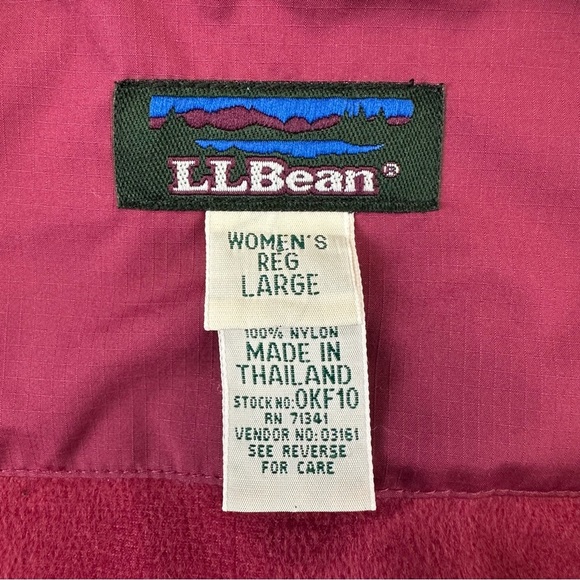 LLBean®
WOMEN'S
REG
LARGE
100% NYLON
MADE IN
THAILAND
STOCK NO: 0KF10
RN 71341
VENDOR NO: 03161
SEE REVERSE
FOR CARE